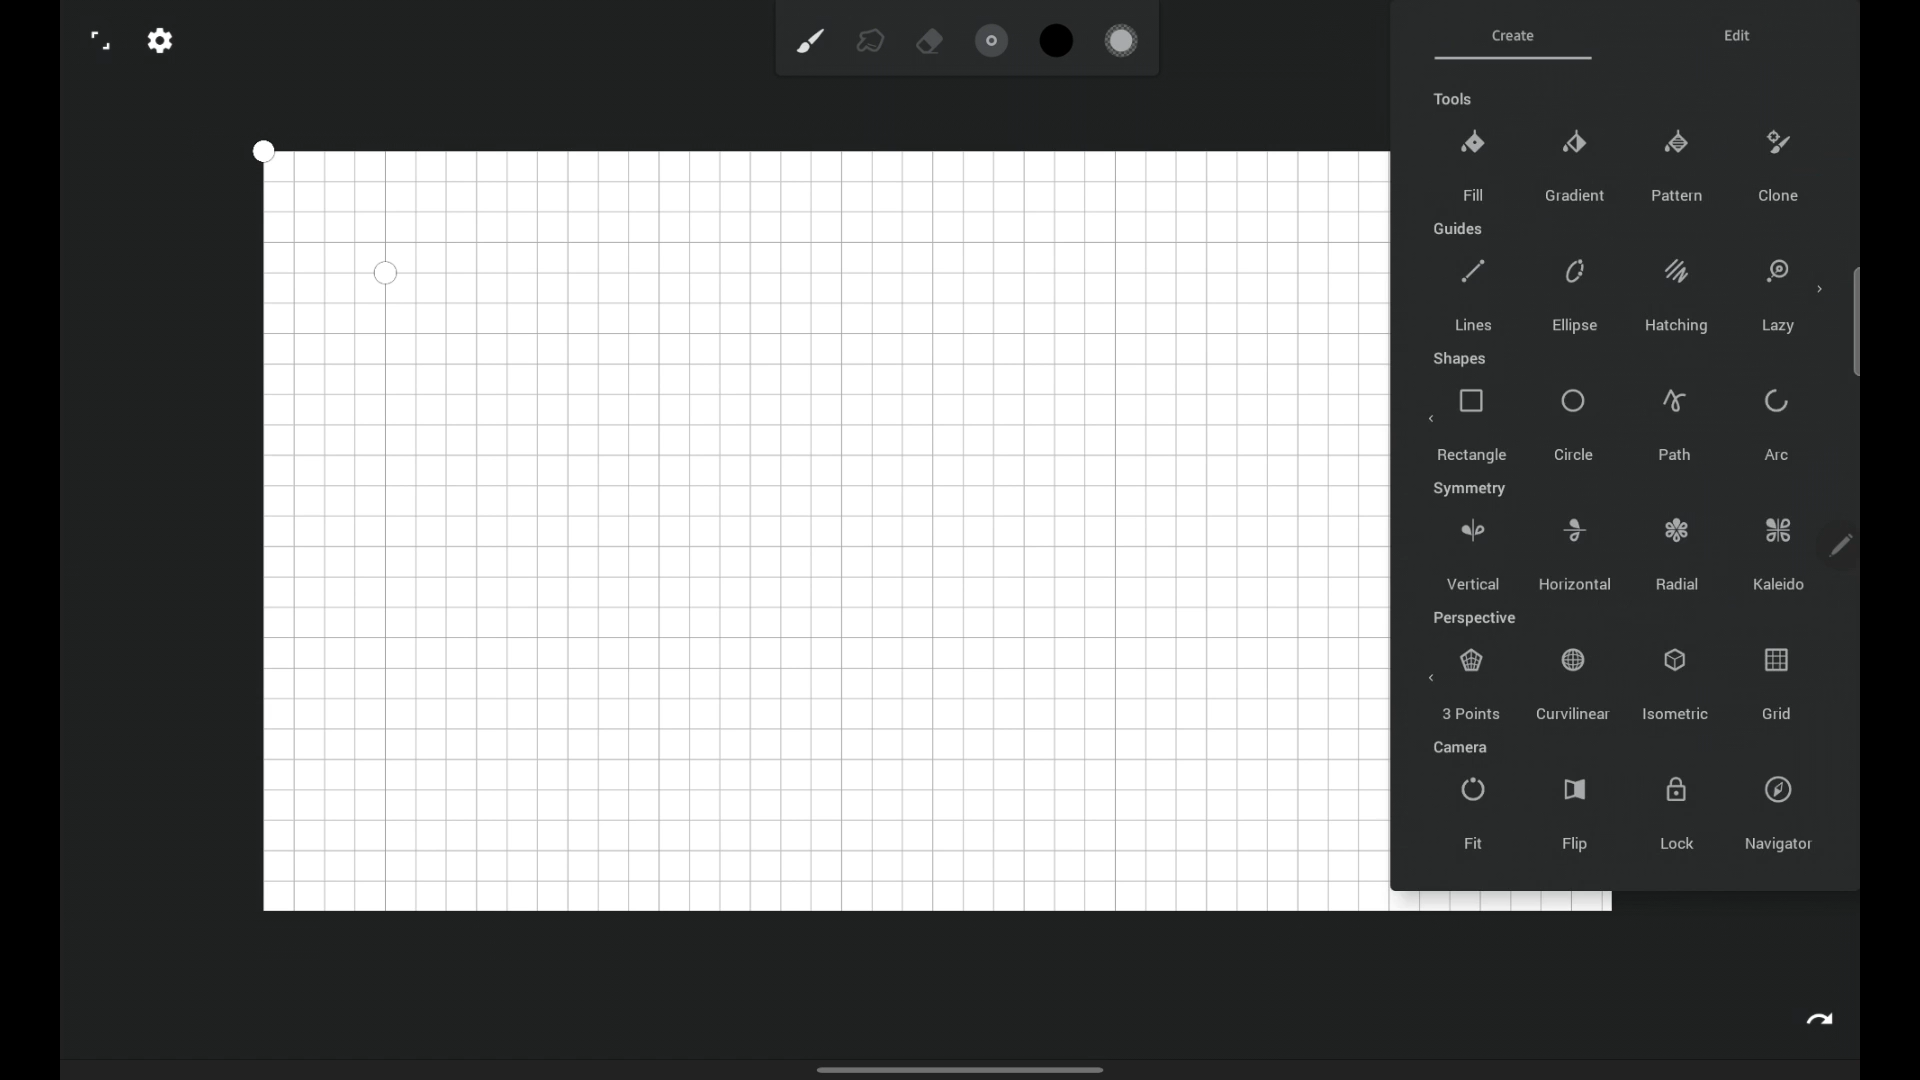 Create Edit
Tools
Fill Gradient Pattern Clone
Guides
Lines Ellipse Hatching Lazy
Shapes
Rectangle Circle Path Arc
Symmetry
Vertical Horizontal Radial Kaleido
Perspective
3 Points Curvilinear Isometric Grid
Camera
Fit Flip Lock Navigator